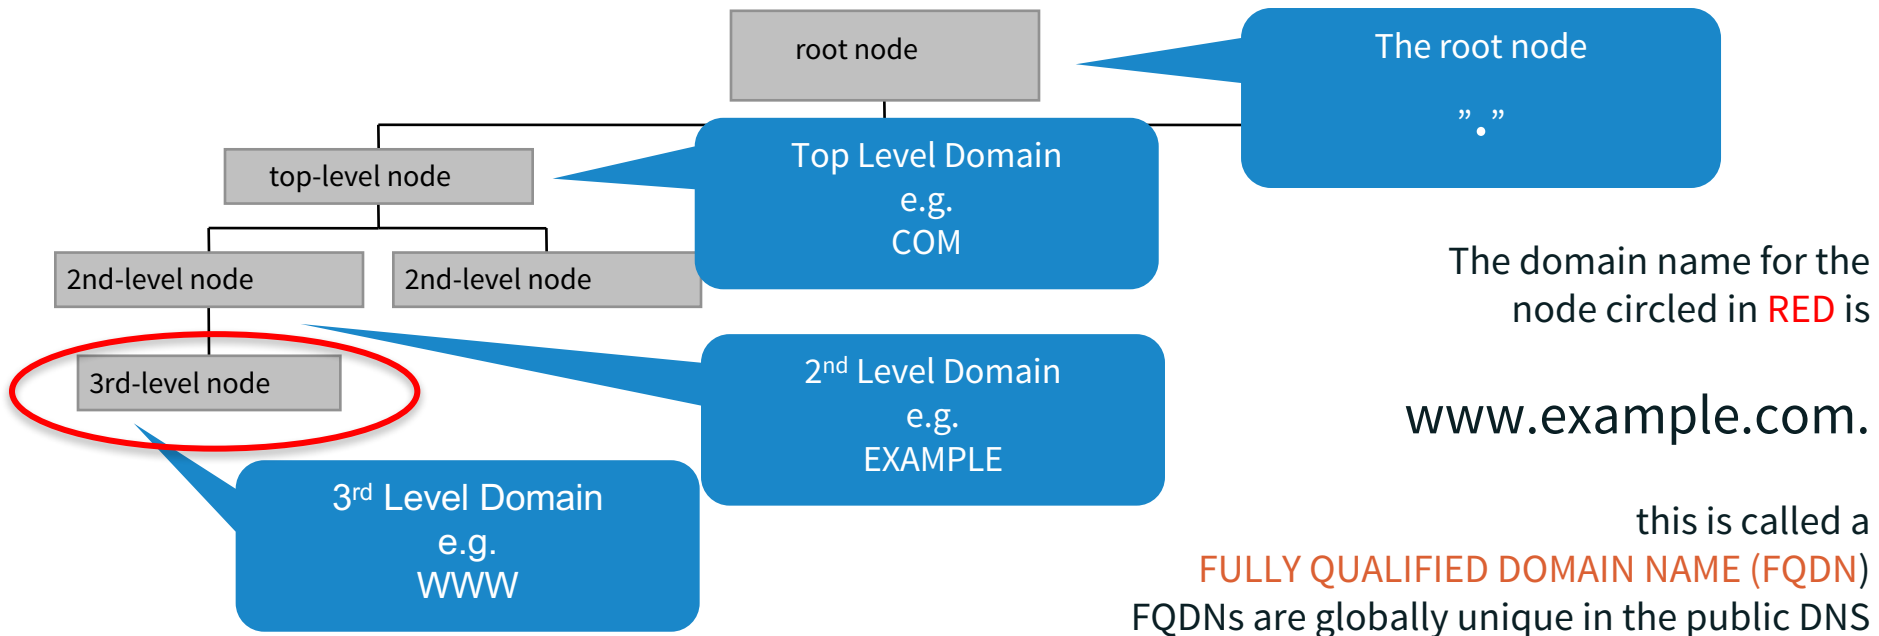 root node
The root node
”.”
top-level node
Top Level Domain
e.g.
COM
2nd-level node
2nd-level node
3rd-level node
2nd Level Domain
e.g.
EXAMPLE
3rd Level Domain
e.g.
WWW
The domain name for the
node circled in RED is
www.example.com.
this is called a
FULLY QUALIFIED DOMAIN NAME (FQDN)
FQDNs are globally unique in the public DNS